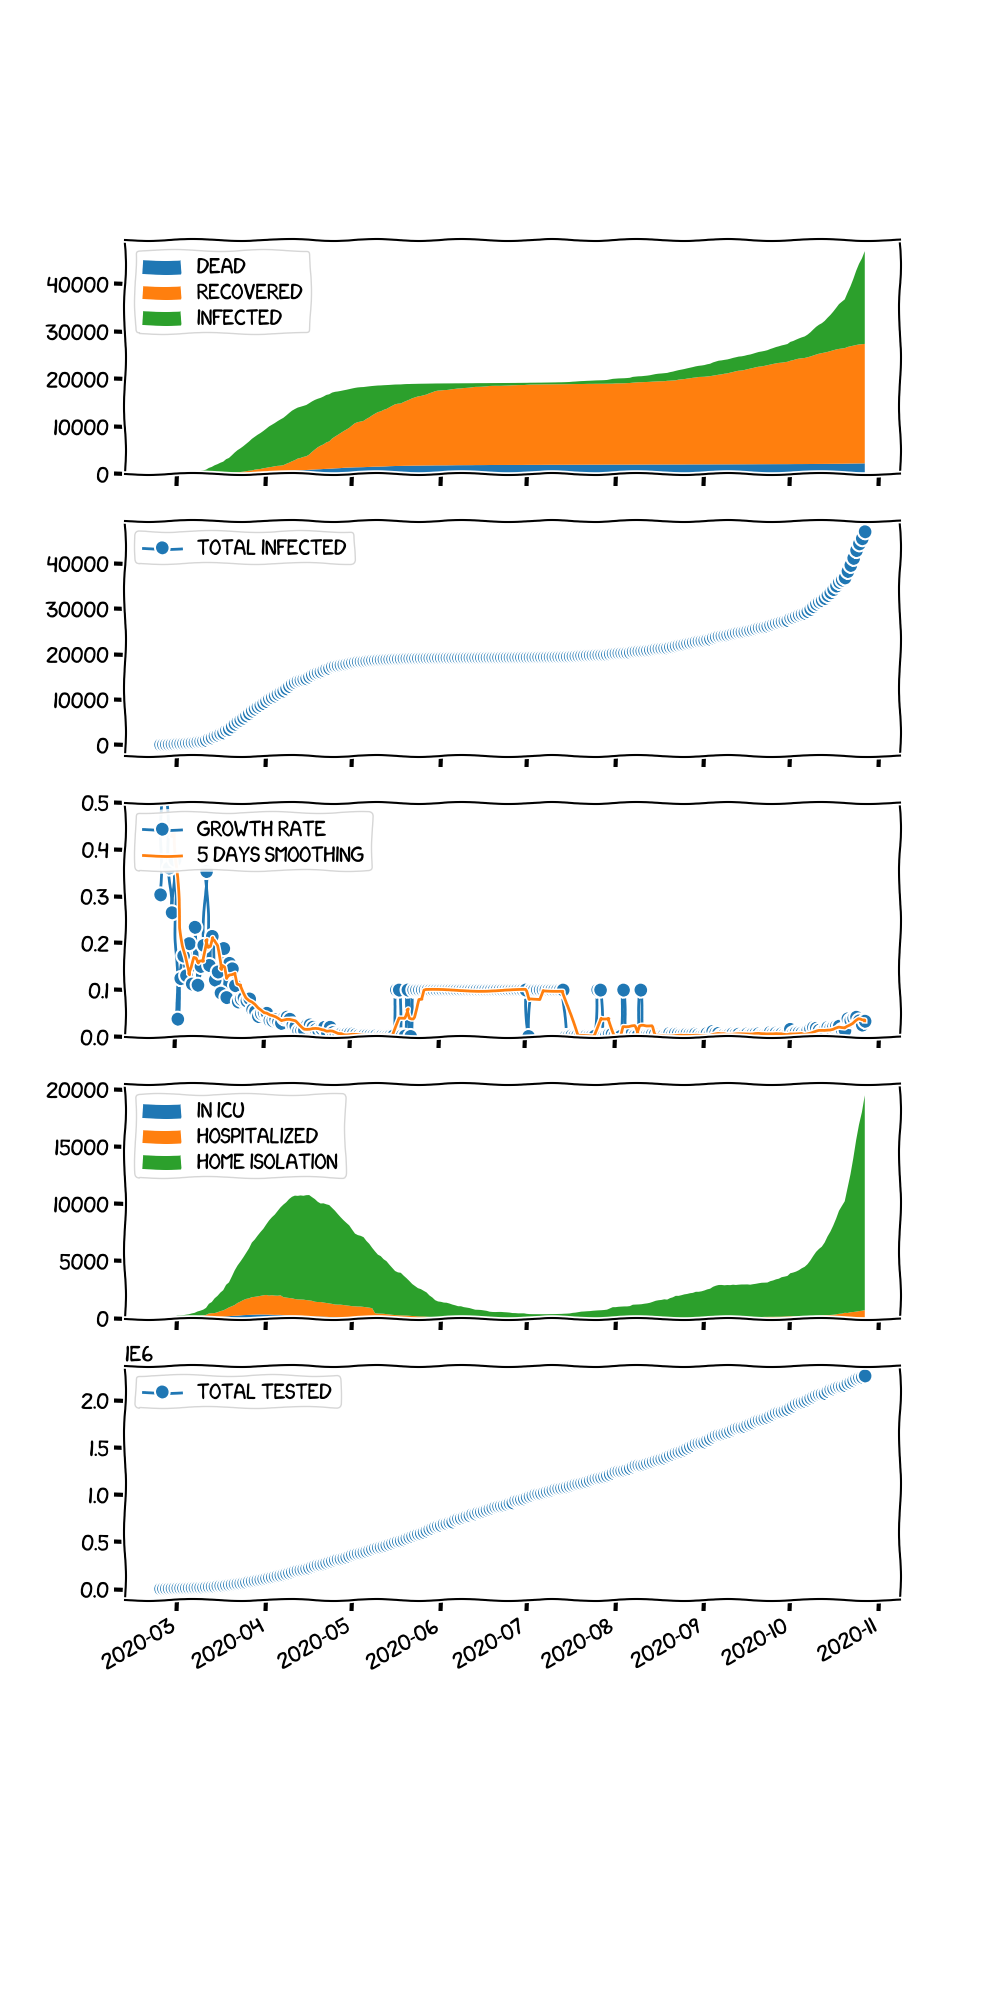 DEAD
RECOVERED
INFECTED
40000
30000
20000
10000
0
TOTAL INFECTED
40000
30000
20000
10000
0
0.5
0.4
0.3
0.2
0.1
0.0
GROWTH RATE
5 DAYS SMOOTHING
20000
15000
10000
5000
0
IN ICU
HOSPITALIZED
HOME ISOLATION
1E6
TOTAL TESTED
2.0
1.5
1.0
0.5
0.0
2020-03 2020-04 2020-05 2020-06 2020-07 2020-08 2020-09 2020-10 2020-11